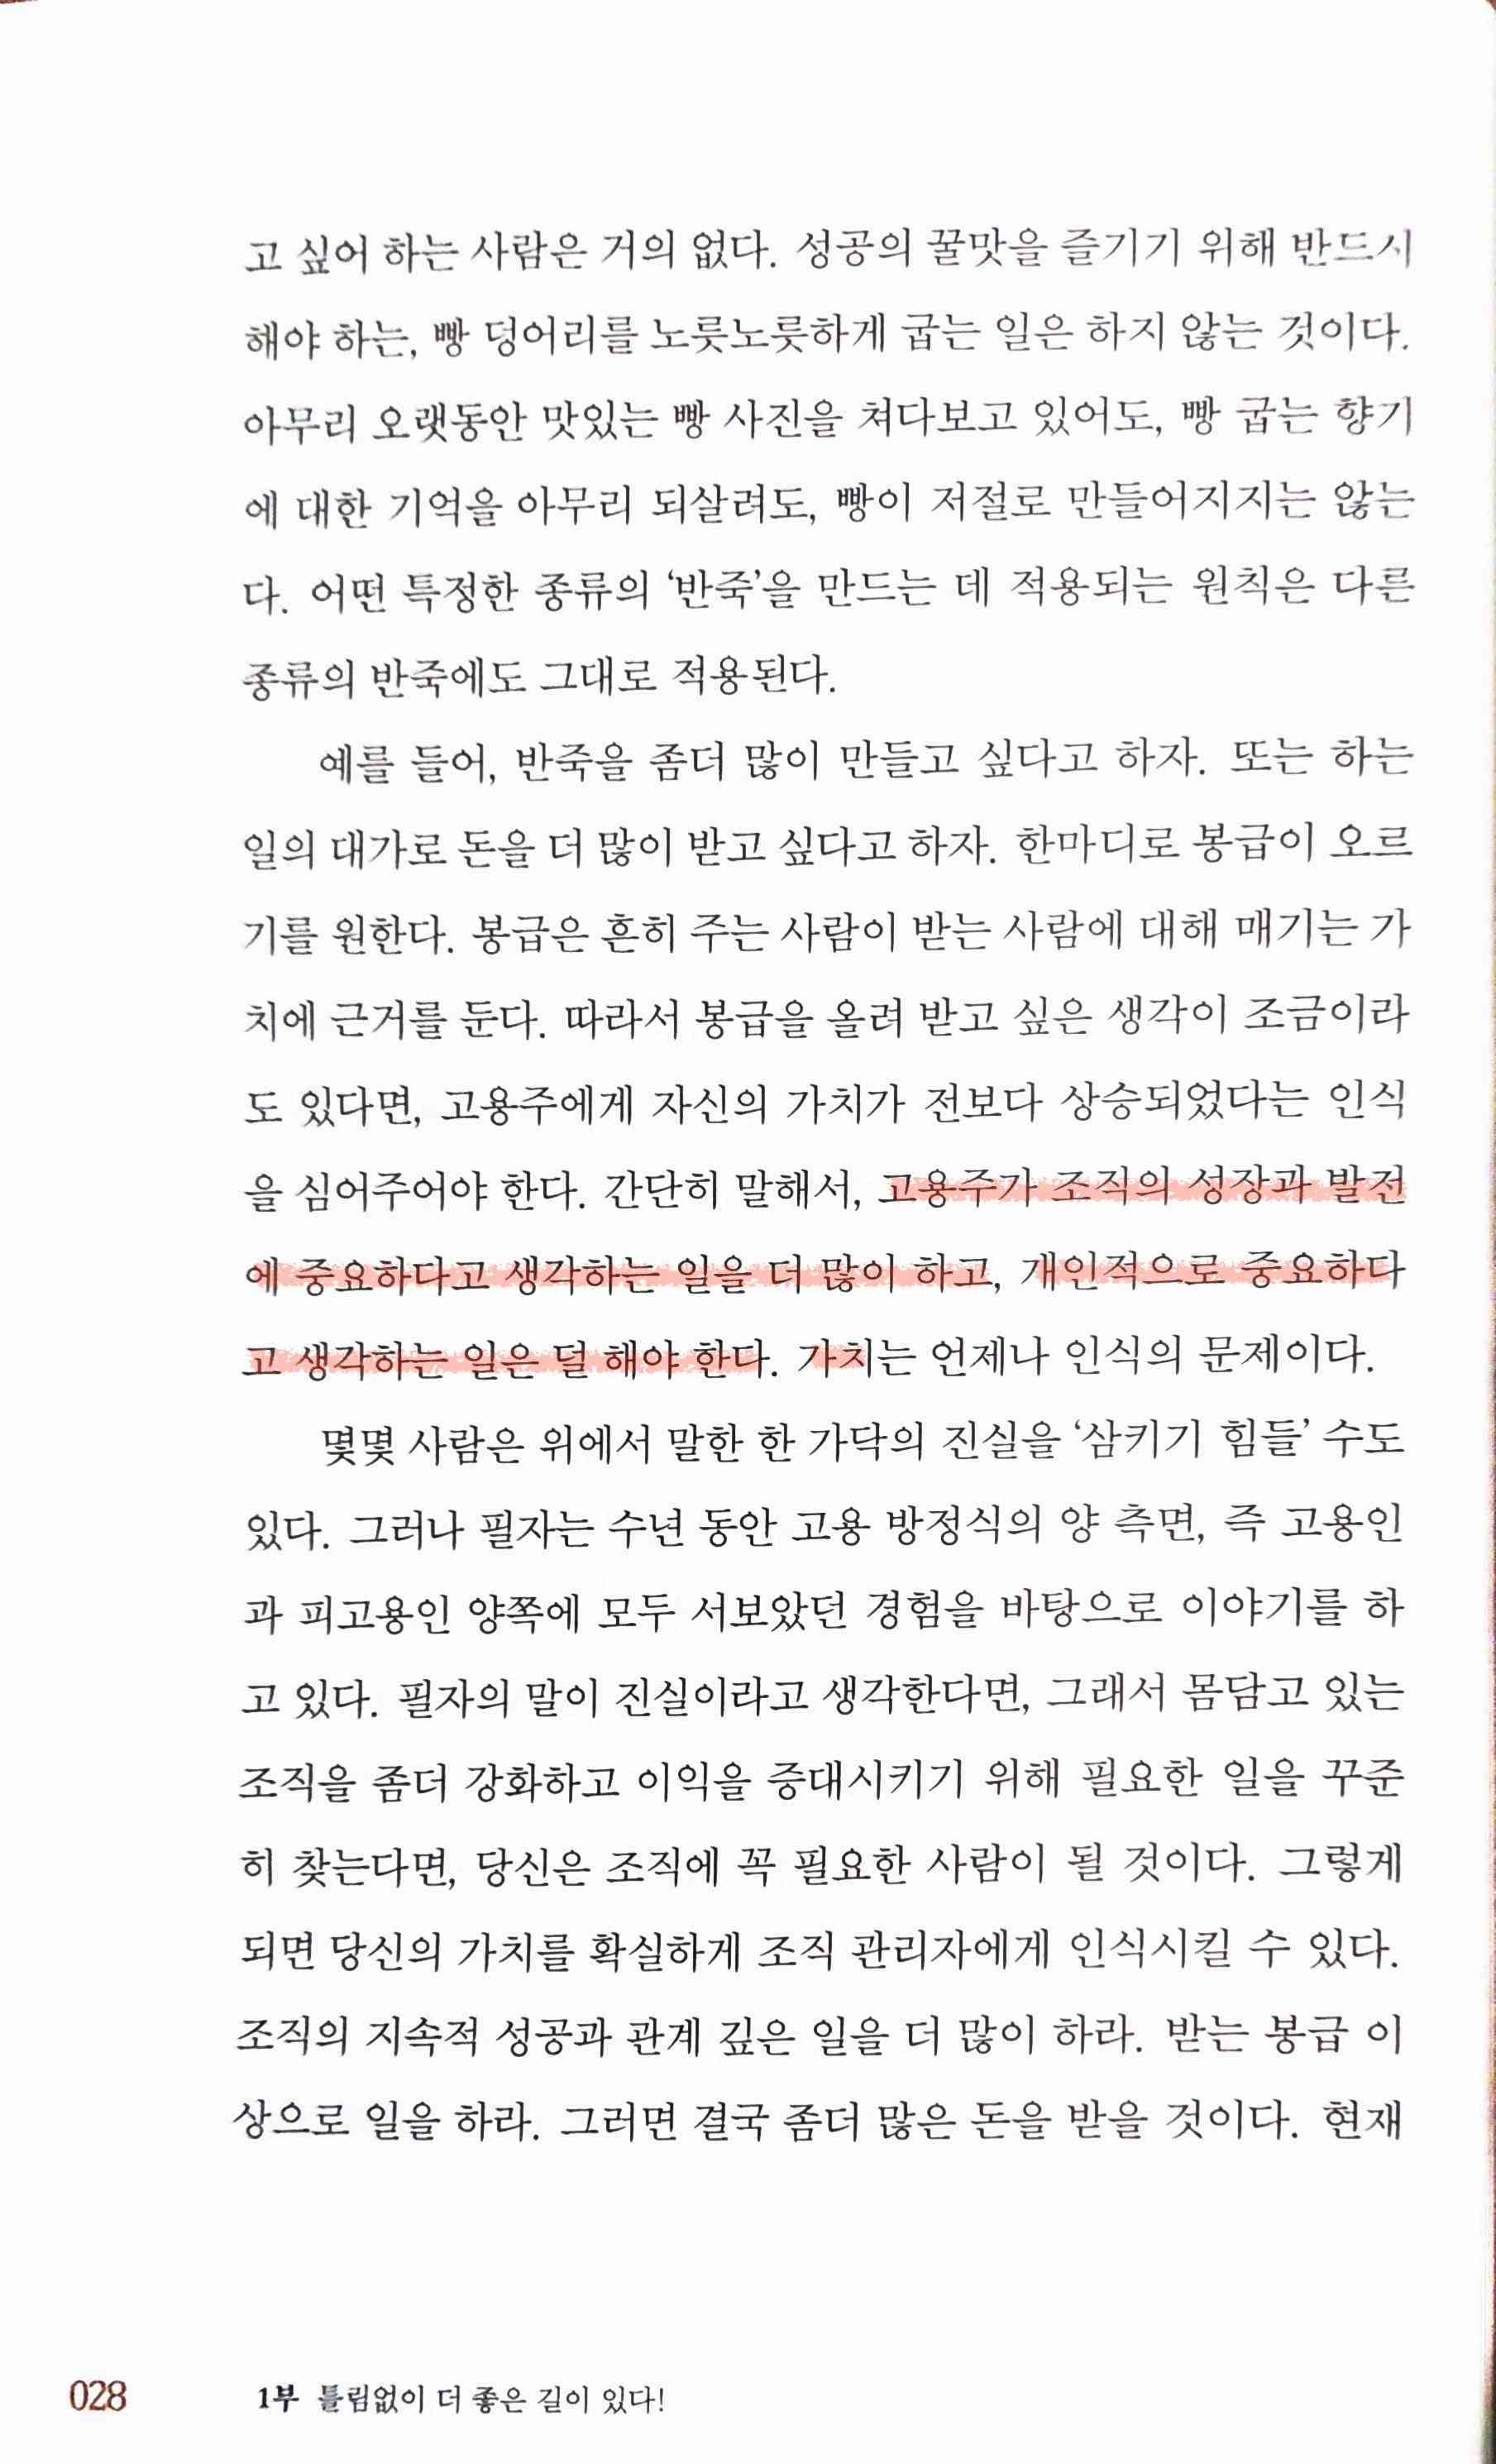 고 싶어 하는 사람은 거의 없다. 성공의 꿀맛을 즐기기 위해 반드시
해야 하는, 빵 덩어리를 노릇노릇하게 굽는 일은 하지 않는 것이다.
아무리 오랫동안 맛있는 빵 사진을 쳐다보고 있어도, 빵 굽는 향기
에 대한 기억을 아무리 되살려도, 빵이 저절로 만들어지지는 않는
다. 어떤 특정한 종류의 ‘반죽’을 만드는 데 적용되는 원칙은 다른
종류의 반죽에도 그대로 적용된다.
예를 들어, 반죽을 좀더 많이 만들고 싶다고 하자. 또는 하는
일의 대가로 돈을 더 많이 받고 싶다고 하자. 한마디로 봉급이 오르
기를 원한다. 봉급은 흔히 주는 사람이 받는 사람에 대해 매기는 가
치에 근거를 둔다. 따라서 봉급을 올려 받고 싶은 생각이 조금이라
도 있다면, 고용주에게 자신의 가치가 전보다 상승되었다는 인식
을 심어주어야 한다. 간단히 말해서, 고용주가 조직의 성장과 발전
에 중요하다고 생각하는 일을 더 많이 하고, 개인적으로 중요하다
고 생각하는 일은 덜 해야 한다. 가치는 언제나 인식의 문제이다.
몇몇 사람은 위에서 말한 한 가닥의 진실을 ‘삼키기 힘들’ 수도
있다. 그러나 필자는 수년 동안 고용 방정식의 양 측면, 즉 고용인
과 피고용인 양쪽에 모두 서보았던 경험을 바탕으로 이야기를 하
고 있다. 필자의 말이 진실이라고 생각한다면, 그래서 몸담고 있는
조직을 좀더 강화하고 이익을 증대시키기 위해 필요한 일을 꾸준
히 찾는다면, 당신은 조직에 꼭 필요한 사람이 될 것이다. 그렇게
되면 당신의 가치를 확실하게 조직 관리자에게 인식시킬 수 있다.
조직의 지속적 성공과 관계 깊은 일을 더 많이 하라. 받는 봉급 이
상으로 일을 하라. 그러면 결국 좀더 많은 돈을 받을 것이다. 현재
028 1부 틀림없이 더 좋은 길이 있다!